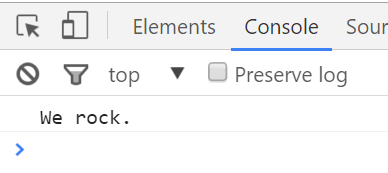 Elements Console Sour
top Preserve log
We rock.